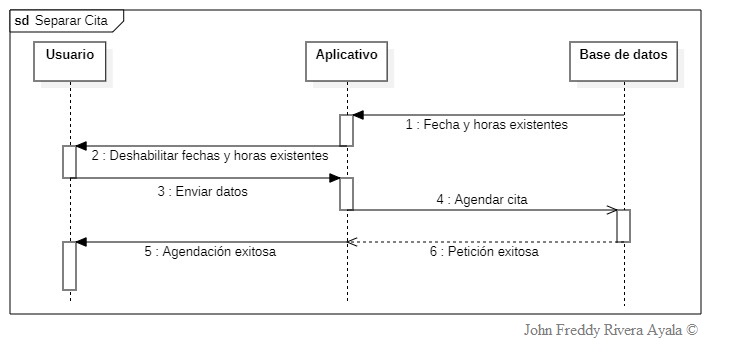 sd Separar Cita
Usuario
Aplicativo
Base de datos
1 : Fecha y horas existentes
2 : Deshabilitar fechas y horas existentes
3 : Enviar datos
4 : Agendar cita
5 : Agendación exitosa
6 : Petición exitosa
John Freddy Rivera Ayala ©